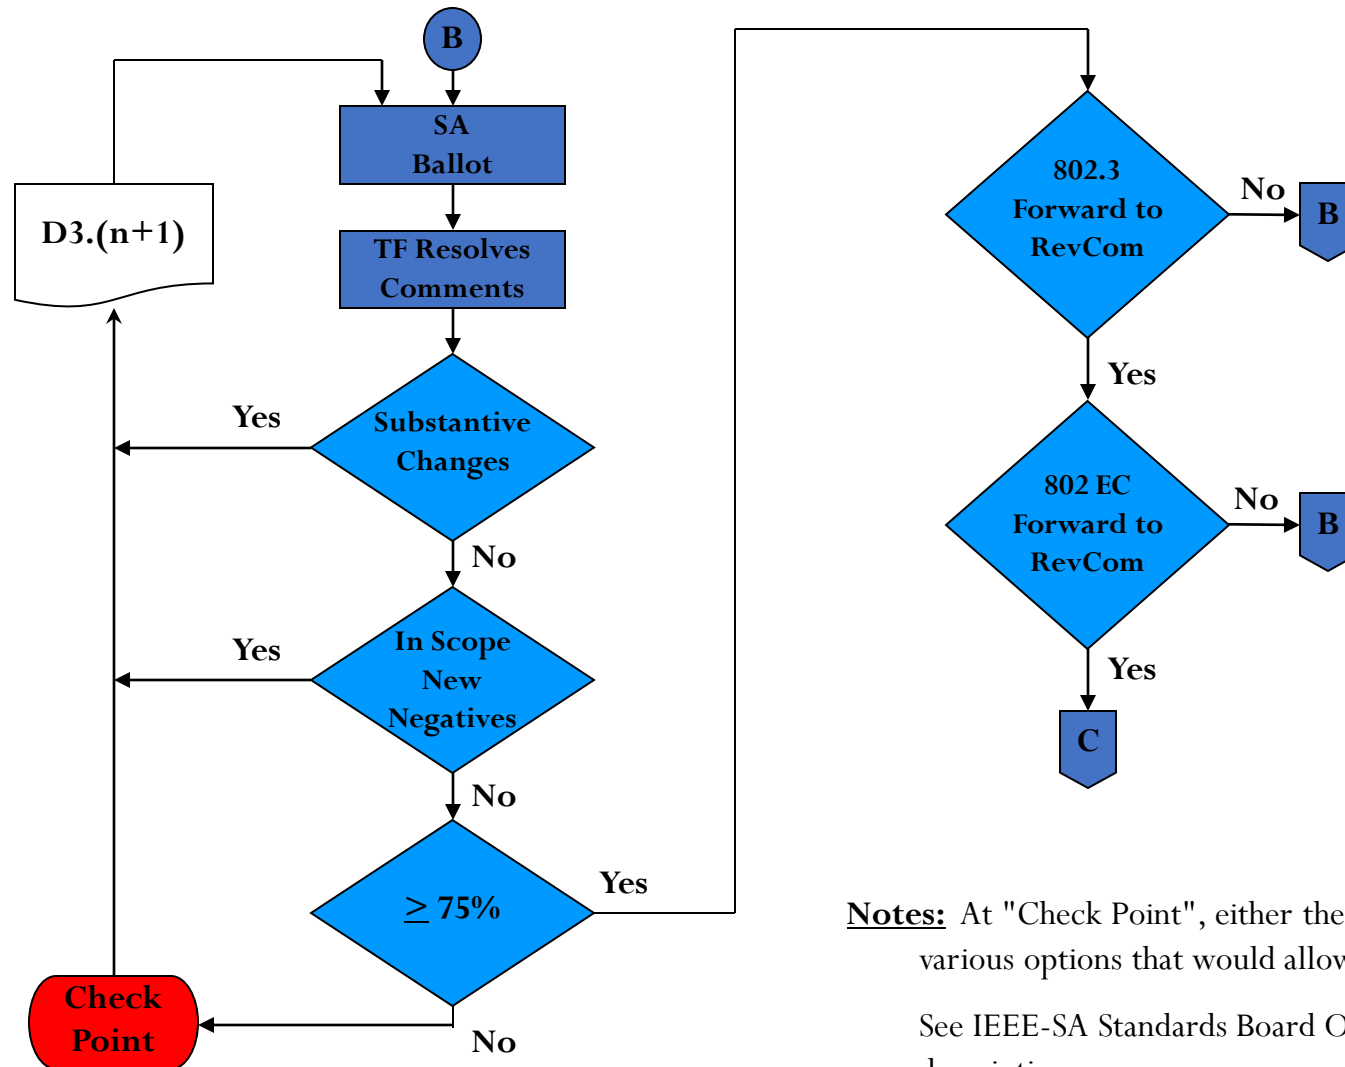 B
SA
Ballot
D3.(n+1)
TF Resolves
Comments
Substantive
Changes
Yes
No
In Scope
New
Negatives
Yes
No
≥ 75%
Yes
No
Check
Point
802.3
Forward to
RevCom
No
B
Yes
802 EC
Forward to
RevCom
No
B
Yes
C
Notes: At "Check Point", either the
various options that would allow
See IEEE-SA Standards Board O